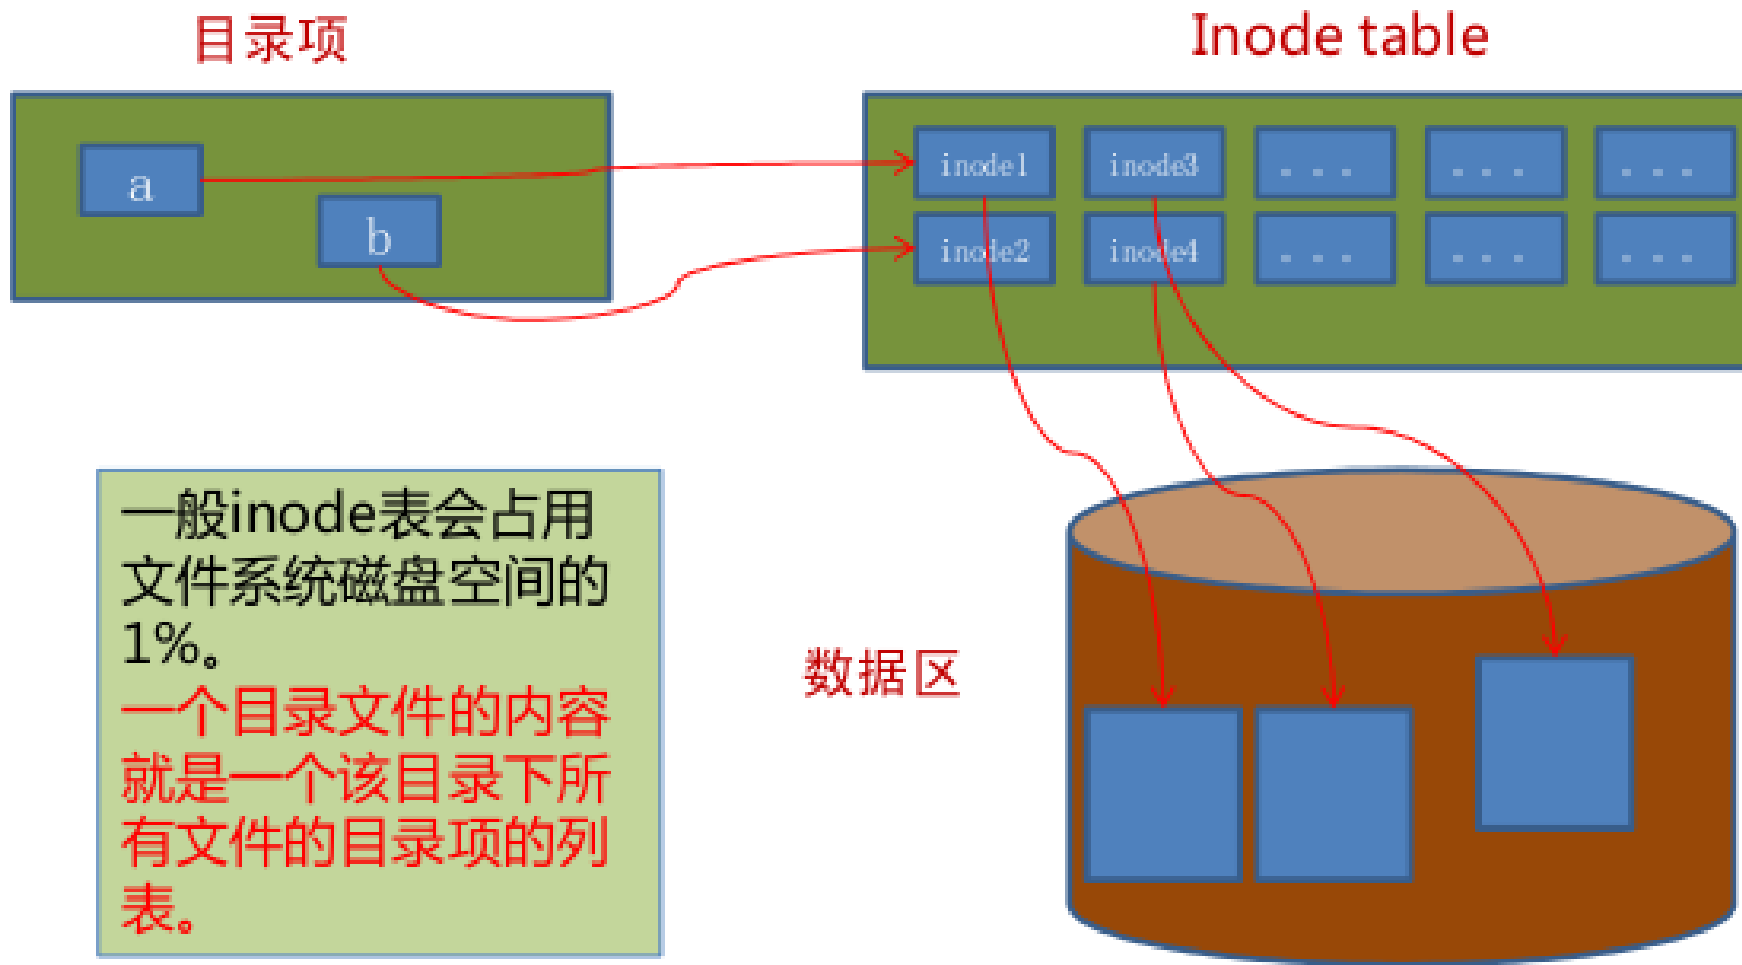 目录项
Inode table
a
b
inode1
inode3
...
...
...
inode2
inode4
...
...
...
一般inode表会占用
文件系统磁盘空间的
1%。
一个目录文件的内容
就是一个该目录下所
有文件的目录项的列
表。
数据区